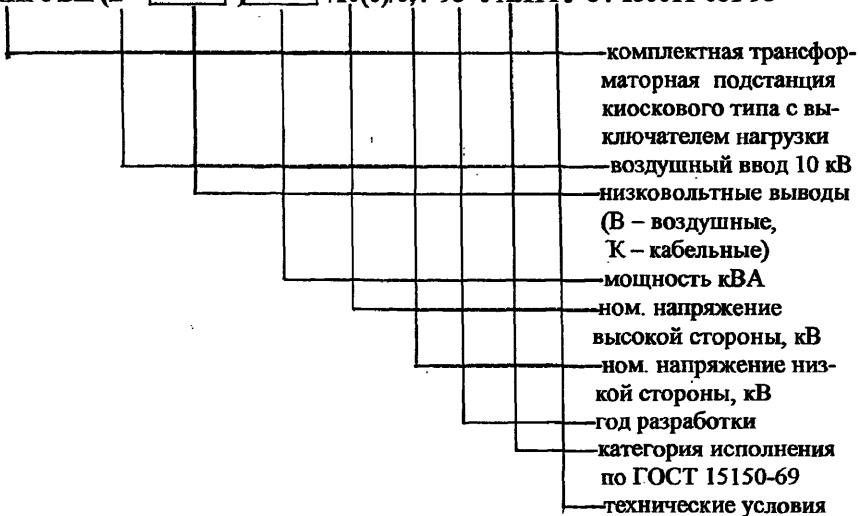 комплектная трансфор-
маторная подстанция
киоскового типа с вы-
ключателем нагрузки
воздушный ввод 10 кВ
низковольтные выводы
(В – воздушные,
К – кабельные)
мощность кВА
ном. напряжение
высокой стороны, кВ
ном. напряжение низ-
кой стороны, кВ
год разработки
категория исполнения
по ГОСТ 15150-69
технические условия